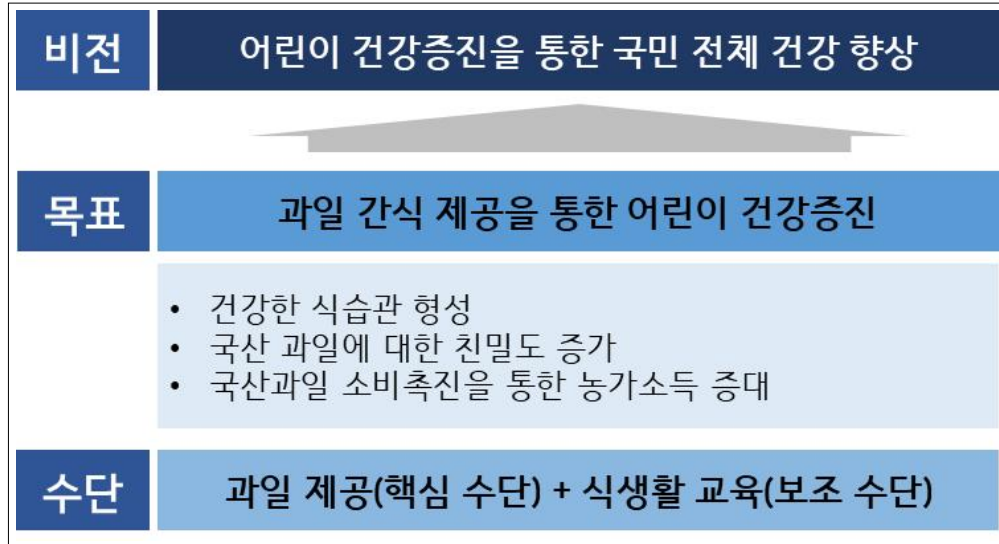 비전
어린이 건강증진을 통한 국민 전체 건강 향상
목표
과일 간식 제공을 통한 어린이 건강증진
• 건강한 식습관 형성
• 국산 과일에 대한 친밀도 증가
• 국산과일 소비촉진을 통한 농가소득 증대
수단
과일 제공(핵심 수단) + 식생활 교육(보조 수단)